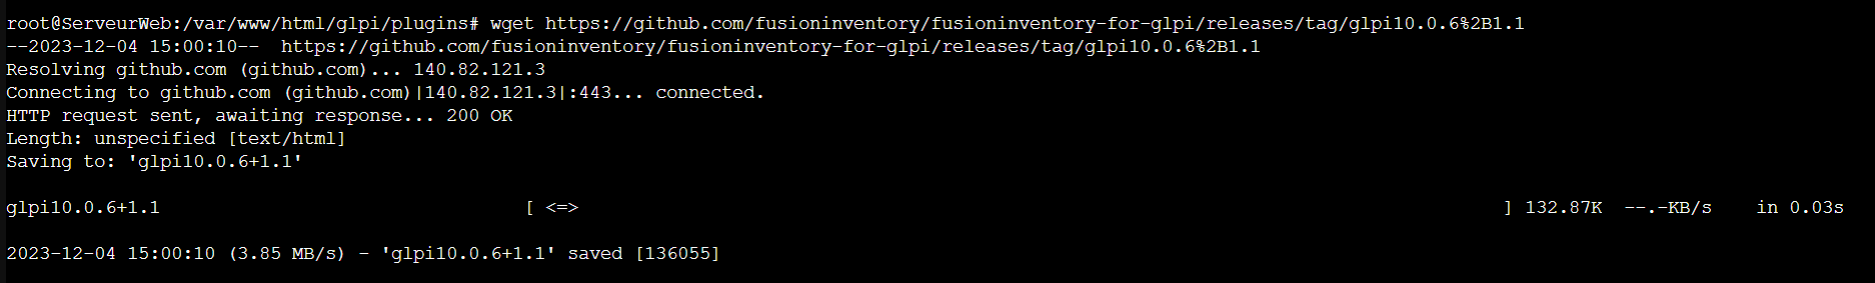 root@ServeurWeb:/var/www/html/glpi/plugins# wget https://github.com/fusioninventory/fusioninventory-for-glpi/releases/tag/glpi10.0.6%2B1.1
--2023-12-04 15:00:10--  https://github.com/fusioninventory/fusioninventory-for-glpi/releases/tag/glpi10.0.6%2B1.1
Resolving github.com (github.com)... 140.82.121.3
Connecting to github.com (github.com)|140.82.121.3|:443... connected.
HTTP request sent, awaiting response... 200 OK
Length: unspecified [text/html]
Saving to: 'glpi10.0.6+1.1'
glpi10.0.6+1.1 [ <=> ] 132.87K --.-KB/s in 0.03s
2023-12-04 15:00:10 (3.85 MB/s) - 'glpi10.0.6+1.1' saved [136055]